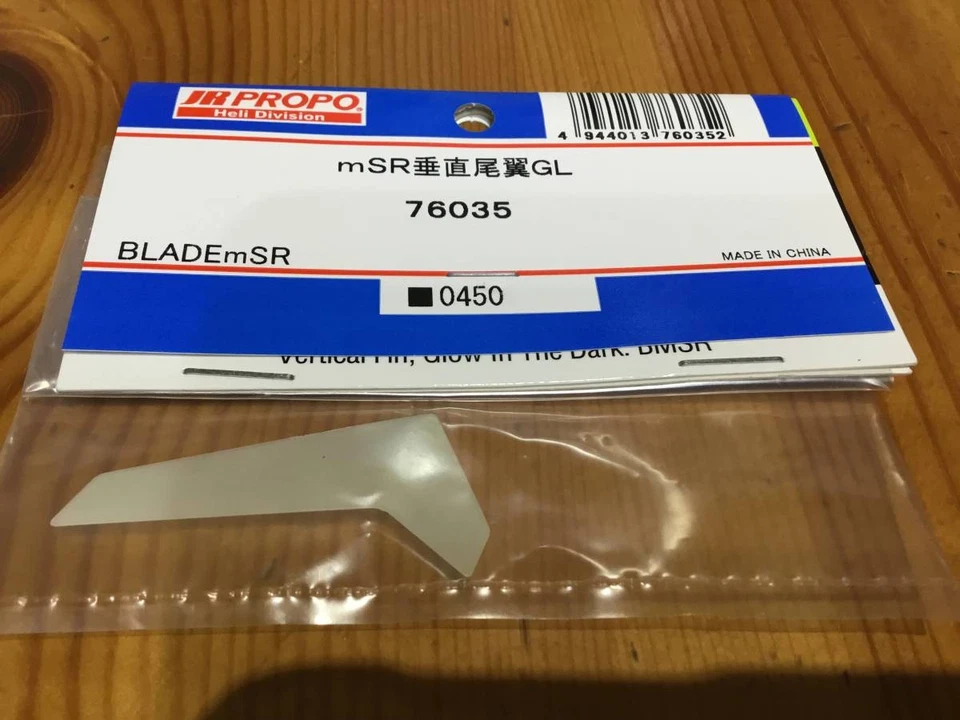 JR PROPO®
Heli Division
4 944013 760352
mSR垂直尾翼GL
76035
BLADEmSR
MADE IN CHINA
■0450
Vertical Fin, Glow In The Dark: BMSR